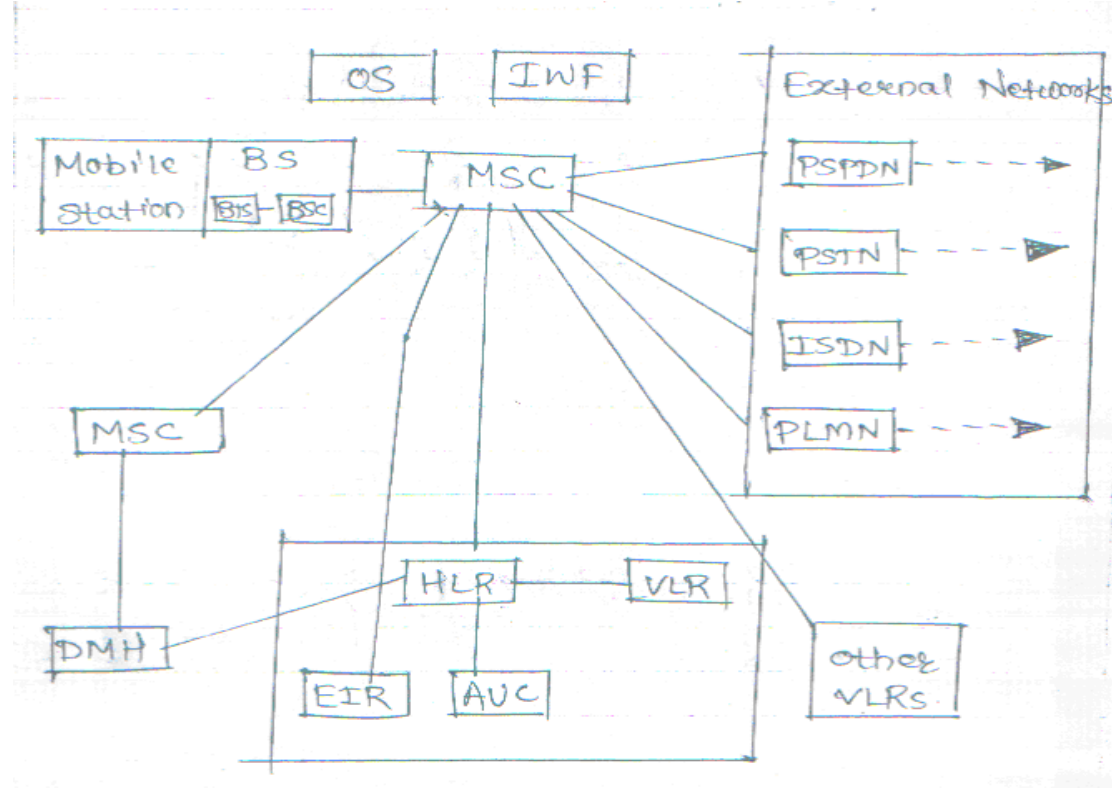 OS
IWF
External Networks
Mobile
Station
BS
BTS
BSC
MSC
PSPDN
PSTN
ISDN
PLMN
MSC
HLR
VLR
DMH
EIR
AUC
other
VLRs.